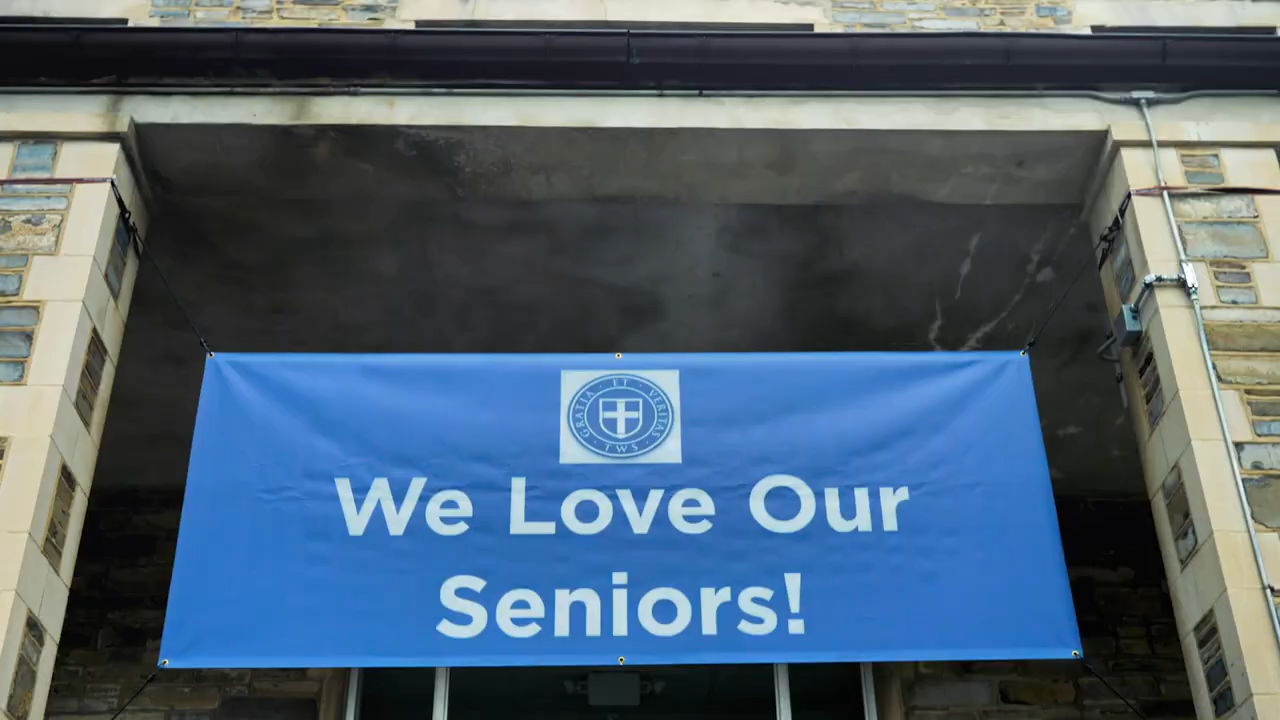 GRATIA · ET · VERITAS
· TWS ·
We Love Our
Seniors!